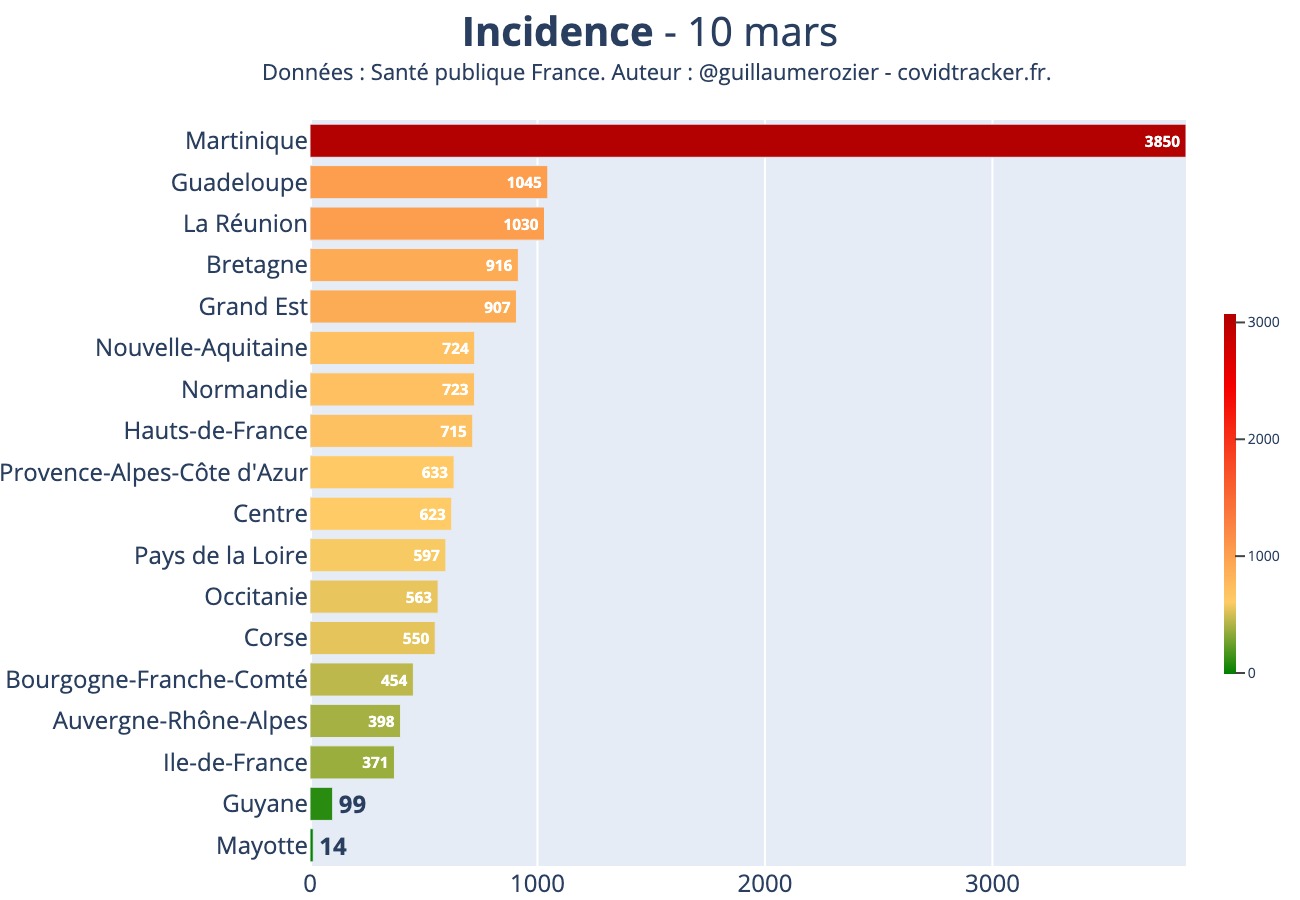 Incidence - 10 mars
Données : Santé publique France. Auteur : @guillaumerozier - covidtracker.fr.
Martinique 3850
Guadeloupe 1045
La Réunion 1030
Bretagne 916
Grand Est 907
Nouvelle-Aquitaine 724
Normandie 723
Hauts-de-France 715
Provence-Alpes-Côte d'Azur 633
Centre 623
Pays de la Loire 597
Occitanie 563
Corse 550
Bourgogne-Franche-Comté 454
Auvergne-Rhône-Alpes 398
Ile-de-France 371
Guyane 99
Mayotte 14
0 1000 2000 3000
3000
2000
1000
0